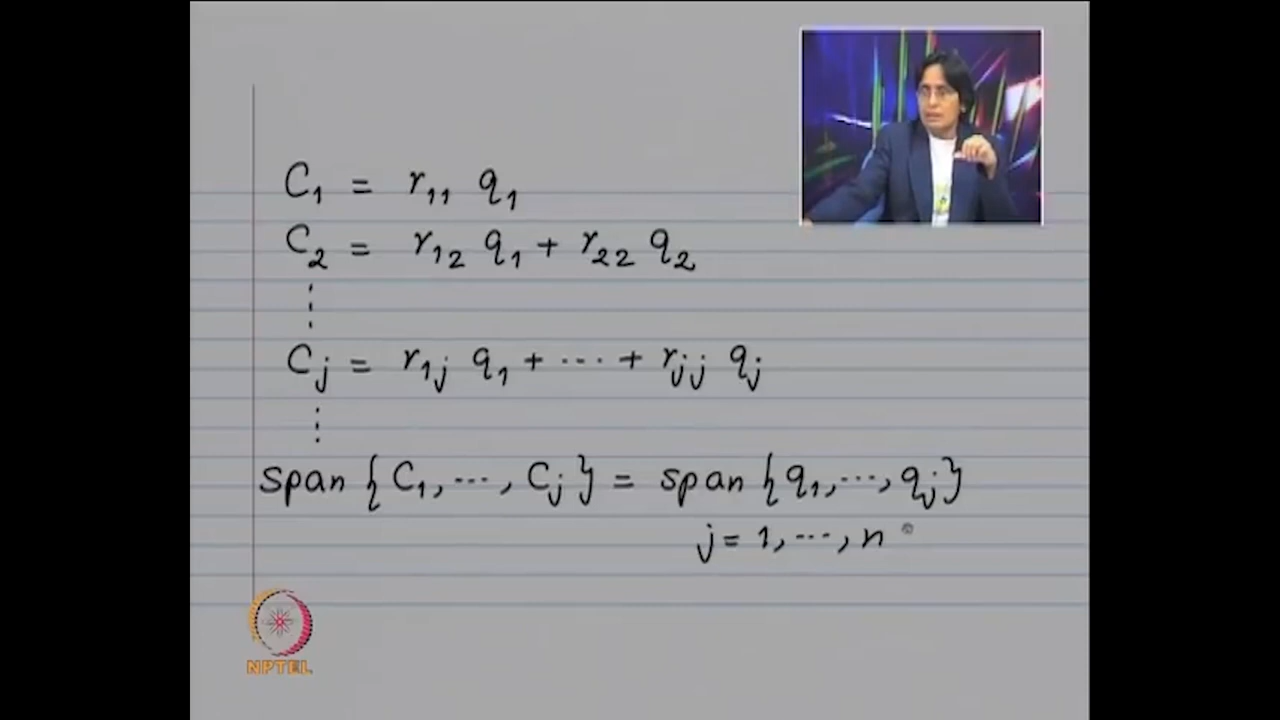 C₁ = r₁₁ q₁
C₂ = r₁₂ q₁ + r₂₂ q₂
⋮
Cⱼ = r₁ⱼ q₁ + ⋯ + rⱼⱼ qⱼ
⋮
span {C₁, ⋯, Cⱼ} = span {q₁, ⋯, qⱼ}
j = 1, ⋯, n
NPTEL